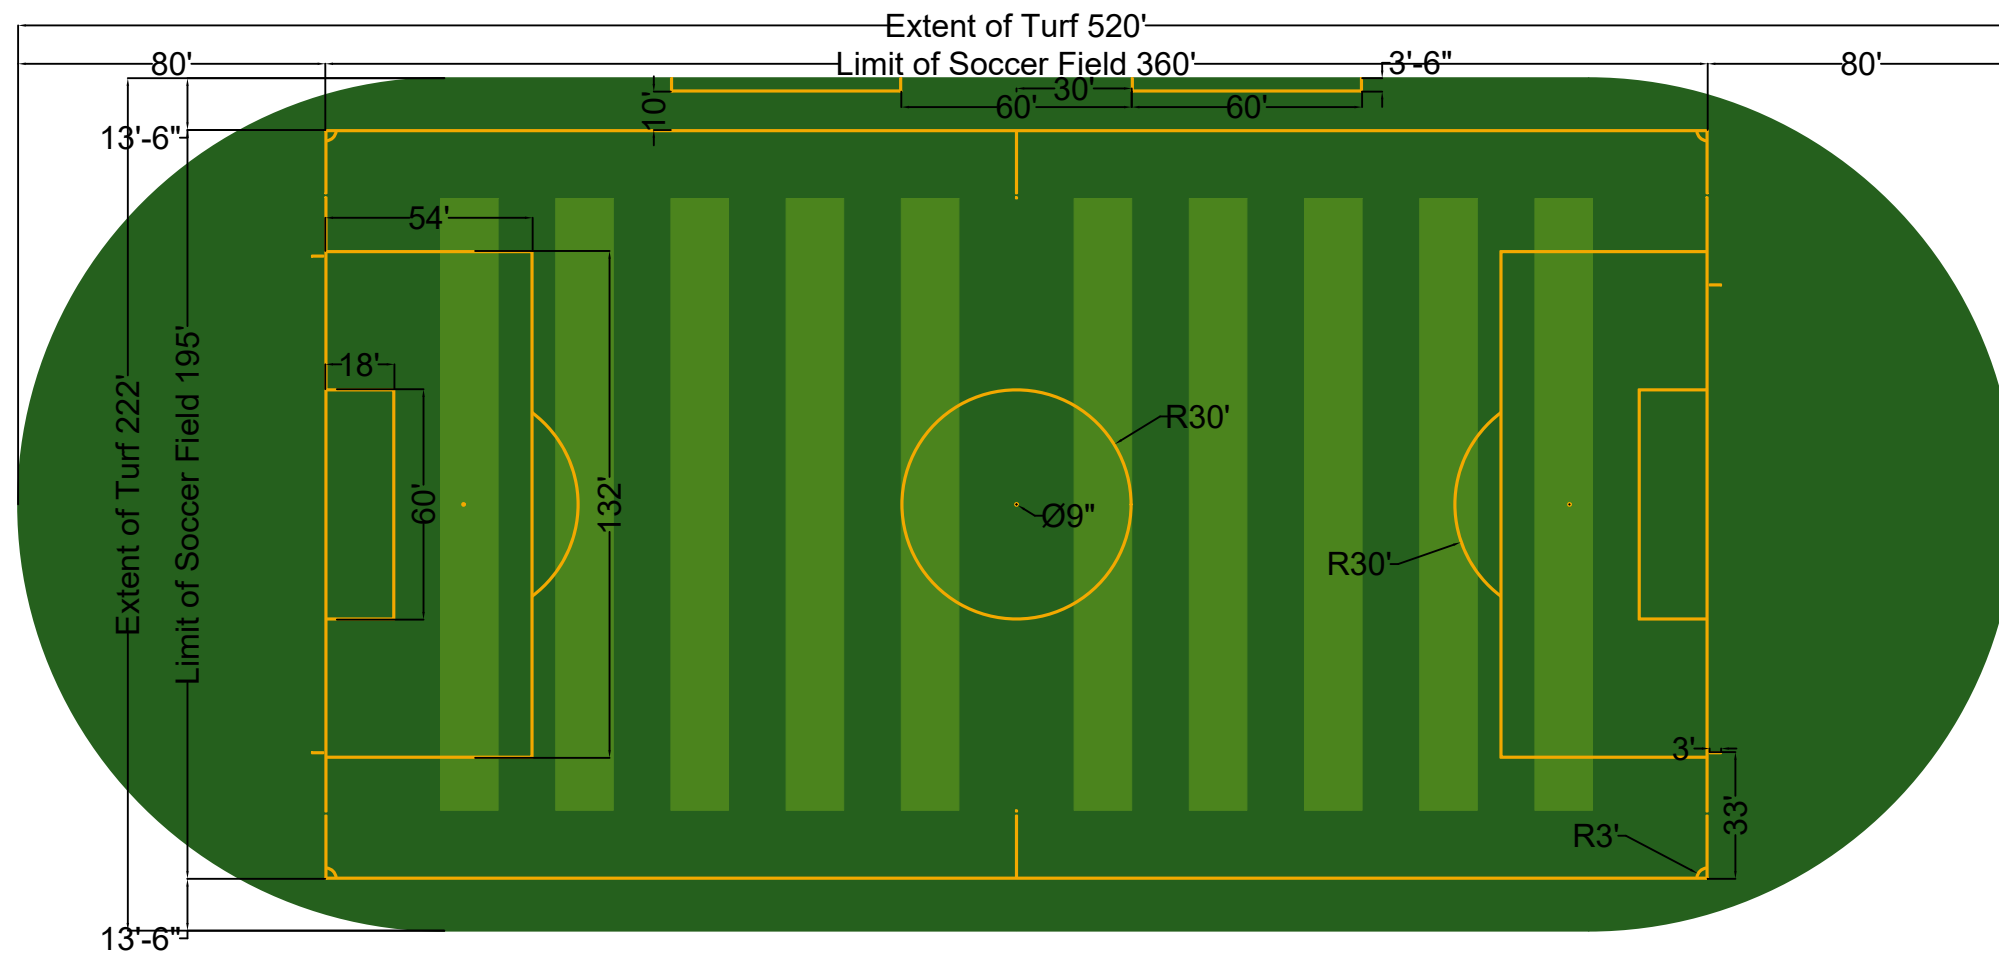 Extent of Turf 520'
80'
Limit of Soccer Field 360'
3'-6"
80'
30'
10'
60'
60'
13'-6"
54'
18'
Extent of Turf 222'
Limit of Soccer Field 195'
60'
132'
R30'
Ø9"
R30'
3'
33'
R3'
13'-6"